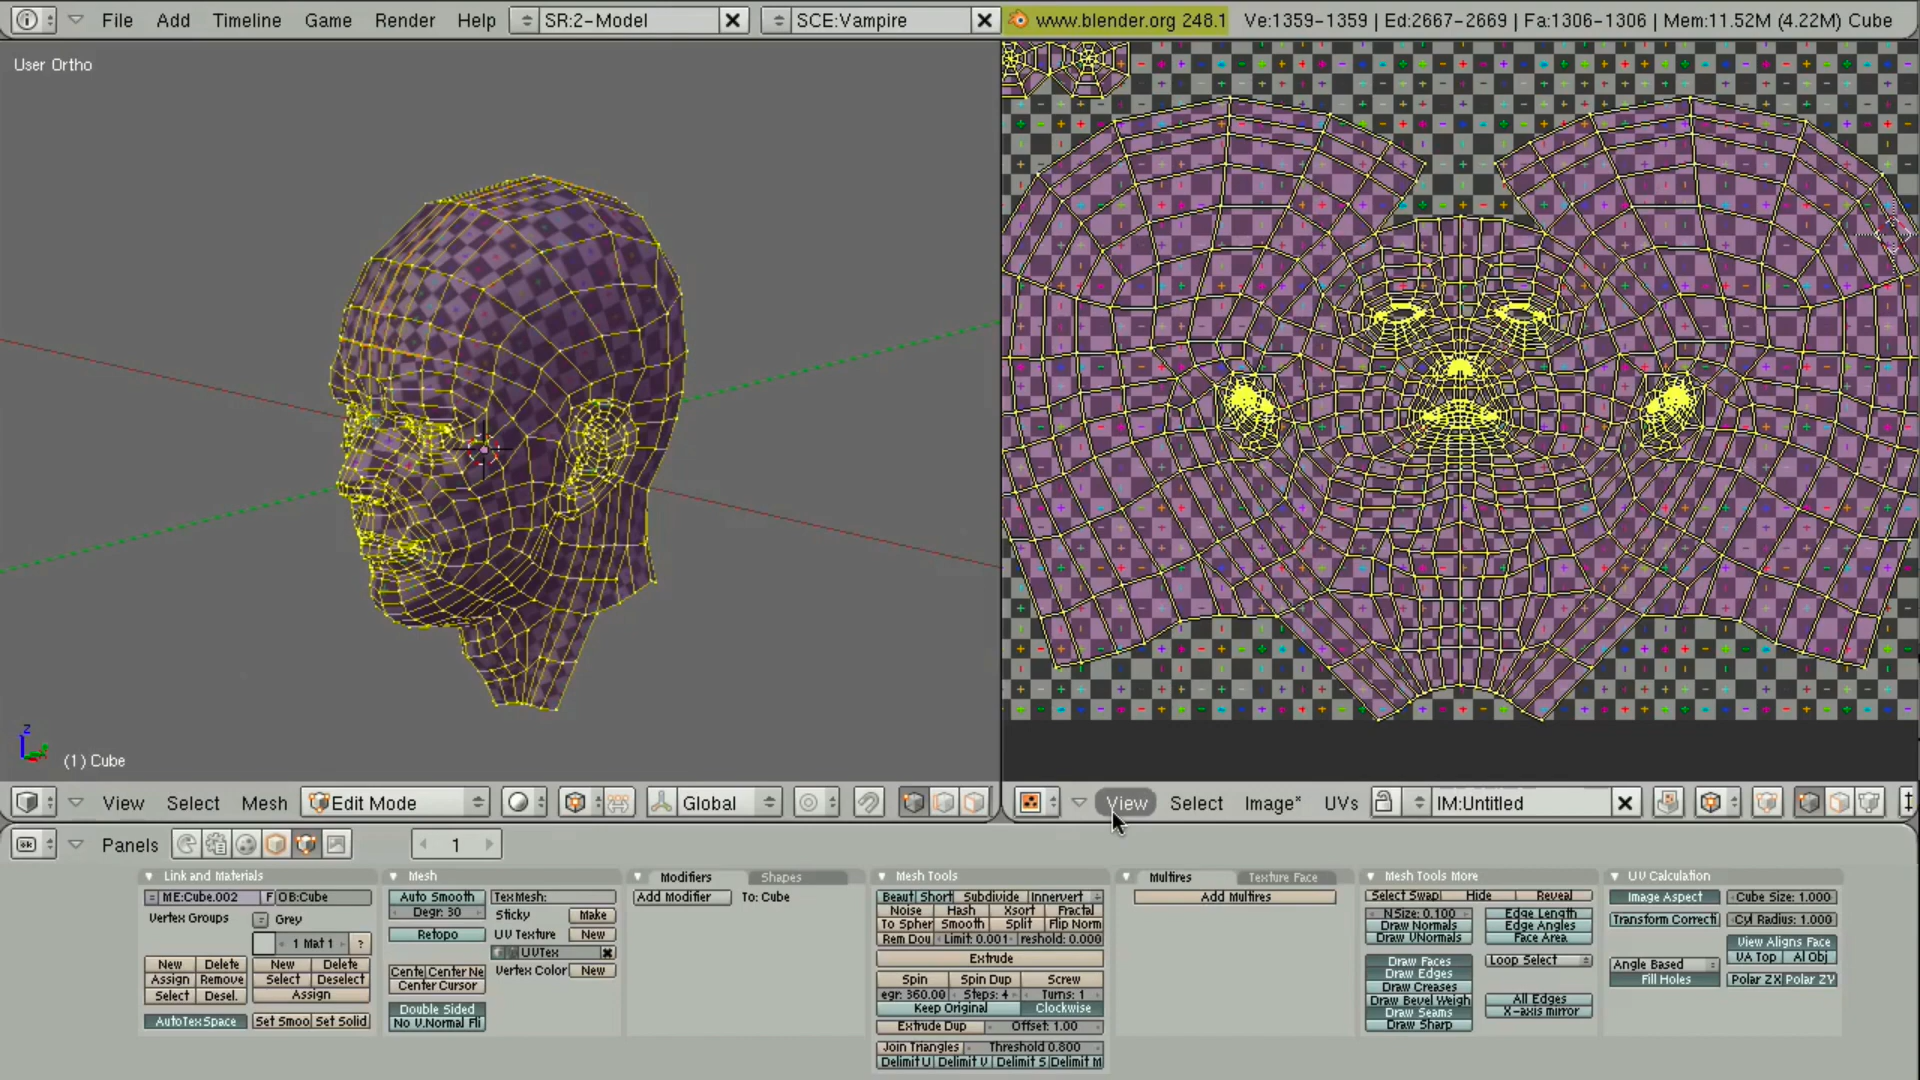 File Add Timeline Game Render Help SR:2-Model SCE:Vampire www.blender.org 248.1 Ve:1359-1359 | Ed:2667-2669 | Fa:1306-1306 | Mem:11.52M (4.22M) Cube
User Ortho
z
(1) Cube
View Select Mesh Edit Mode Global
View Select Image* UVs IM:Untitled
Panels 1
Link and Materials
ME:Cube.002 F OB:Cube
Vertex Groups Grey
1 Mat 1 ?
New Delete New Delete
Assign Remove Select Deselect
Select Desel. Assign
AutoTexSpace Set Smoo Set Solid
Mesh
Auto Smooth TexMesh:
Degr: 30 Sticky Make
Retopo UV Texture New
UVTex
Cente Center Ne Vertex Color New
Center Cursor
Double Sided
No V.Normal Fli
Modifiers Shapes
Add Modifier To: Cube
Mesh Tools
Beaut Short Subdivide Innervert
Noise Hash Xsort Fractal
To Spher Smooth Split Flip Norm
Rem Dou Limit: 0.001 reshold: 0.000
Extrude
Spin Spin Dup Screw
egr: 360.00 Steps: 4 Turns: 1
Keep Original Clockwise
Extrude Dup Offset: 1.00
Join Triangles Threshold 0.800
Delimit U Delimit V Delimit S Delimit M
Multires Texture Face
Add Multires
Mesh Tools More
Select Swap Hide Reveal
NSize: 0.100 Edge Length
Draw Normals Edge Angles
Draw VNormals Face Area
Draw Faces Loop Select
Draw Edges
Draw Creases
Draw Bevel Weigh All Edges
Draw Seams X-axis mirror
Draw Sharp
UV Calculation
Image Aspect Cube Size: 1.000
Transform Correcti Cyl Radius: 1.000
View Aligns Face
Angle Based VA Top Al Obj
Fill Holes Polar ZX Polar ZY